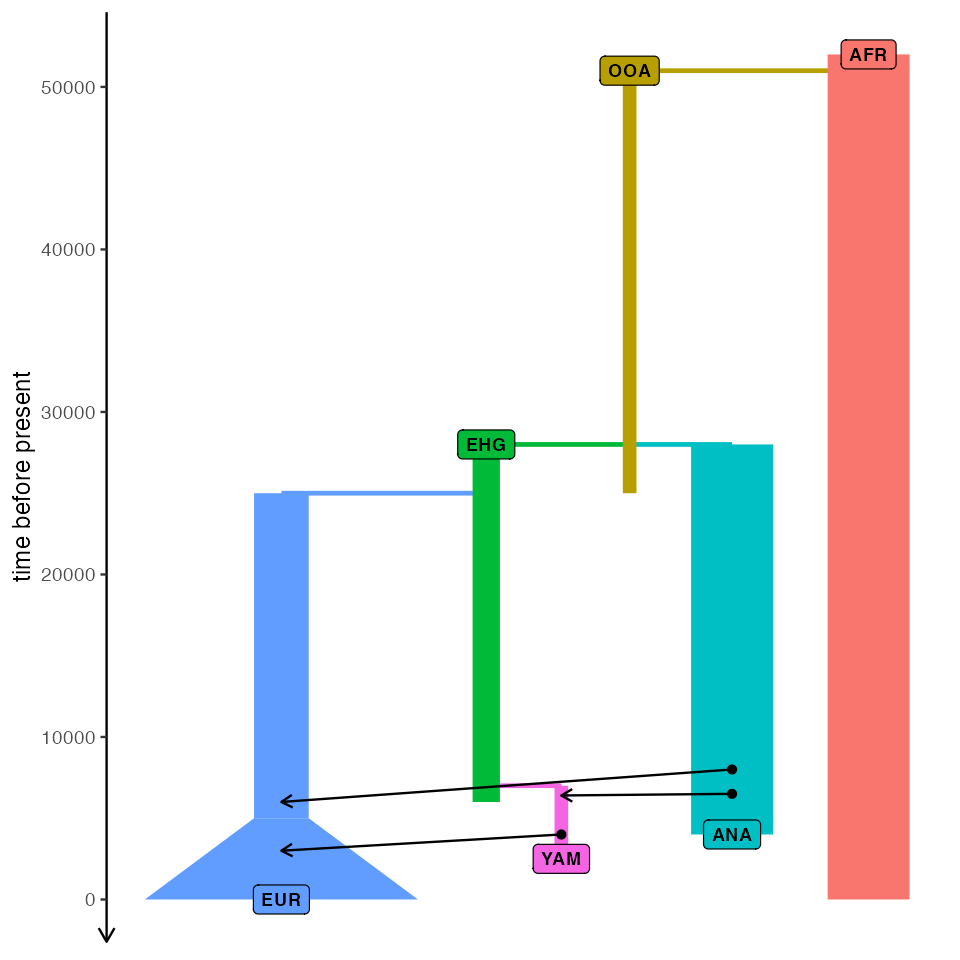 AFR
OOA
50000
40000
30000
EHG
time before present
20000
10000
ANA
YAM
EUR
0